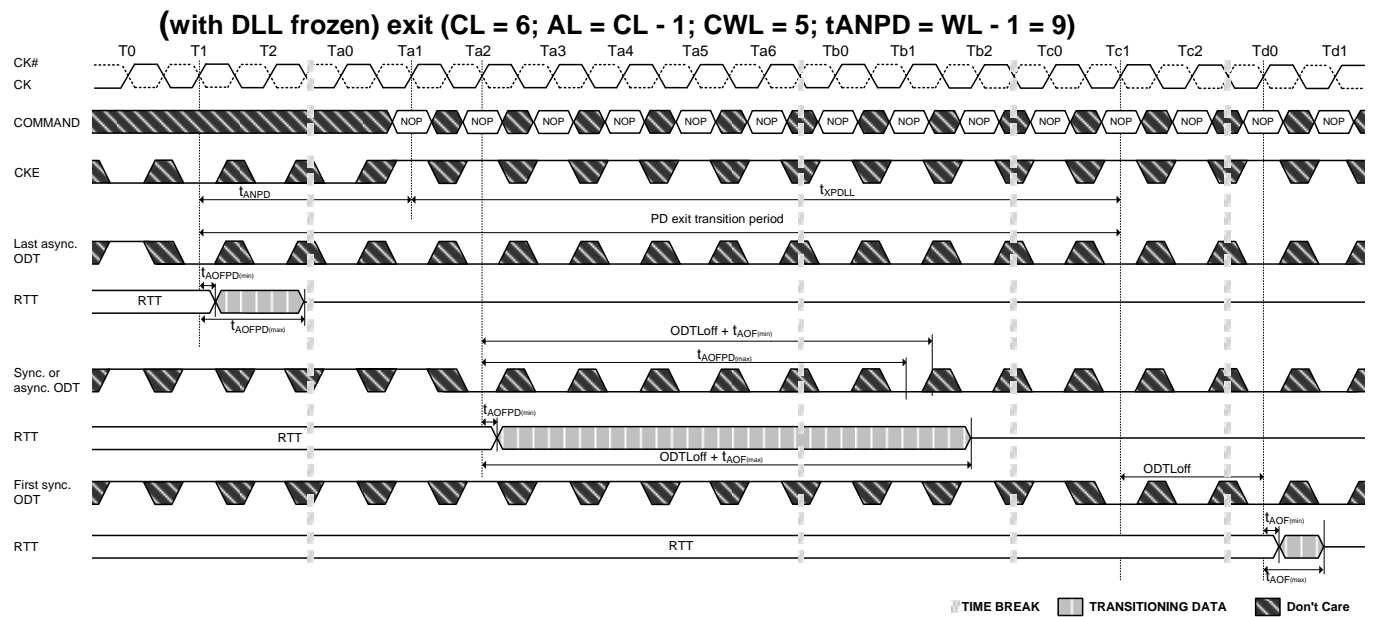 (with DLL frozen) exit (CL = 6; AL = CL - 1; CWL = 5; tANPD = WL - 1 = 9)
T0 T1 T2 Ta0 Ta1 Ta2 Ta3 Ta4 Ta5 Ta6 Tb0 Tb1 Tb2 Tc0 Tc1 Tc2 Td0 Td1
CK#
CK
COMMAND NOP NOP NOP NOP NOP NOP NOP NOP NOP NOP NOP NOP NOP NOP
CKE
tANPD tXPDLL
PD exit transition period
Last async.
ODT
tAOFPD(min)
RTT RTT
tAOFPD(max)
ODTLoff + tAOF(min)
tAOFPD(max)
Sync. or
async. ODT
tAOFPD(min)
RTT RTT
ODTLoff + tAOF(max)
First sync.
ODT
ODTLoff
tAOF(min)
RTT RTT
tAOF(max)
TIME BREAK TRANSITIONING DATA Don't Care